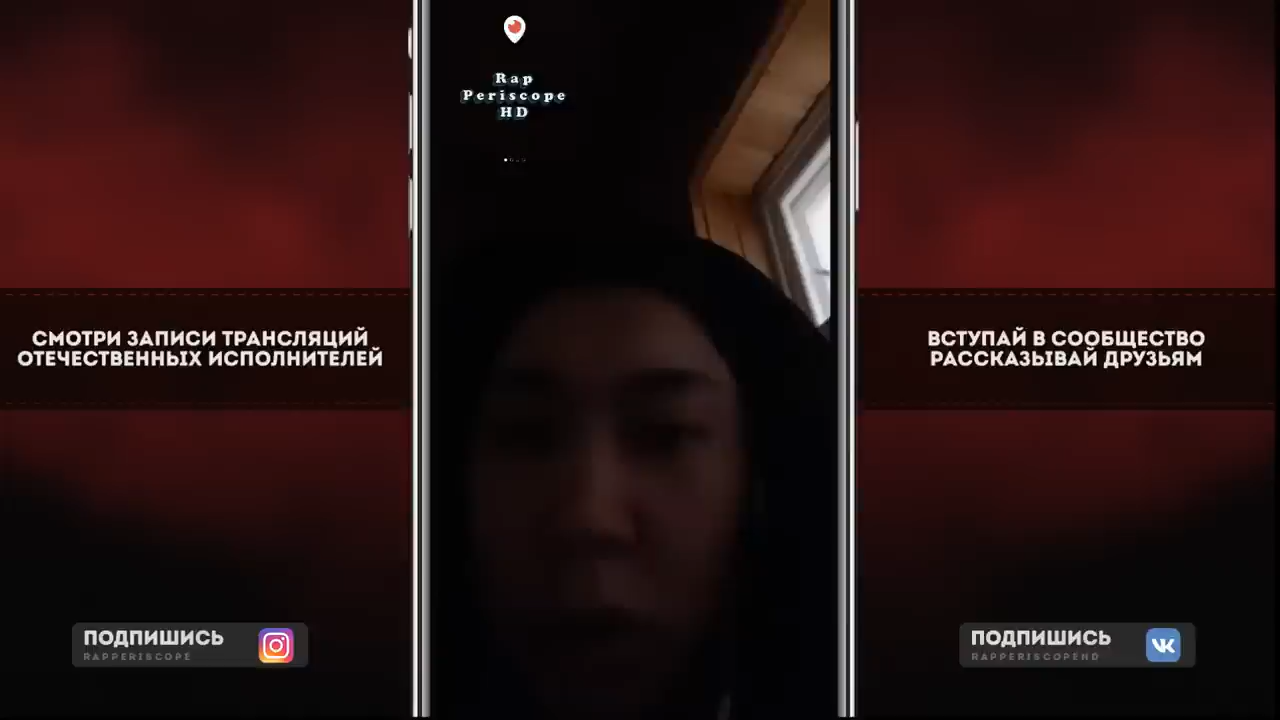 Rap
Periscope
HD
СМОТРИ ЗАПИСИ ТРАНСЛЯЦИЙ
ОТЕЧЕСТВЕННЫХ ИСПОЛНИТЕЛЕЙ
ВСТУПАЙ В СООБЩЕСТВО
РАССКАЗЫВАЙ ДРУЗЬЯМ
ПОДПИШИСЬ
RAPPERISCOPE
ПОДПИШИСЬ
RAPPERISCOPEHD